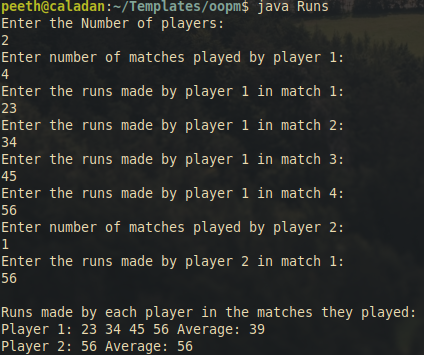 peeth@caladan:~/Templates/oopm$ java Runs
Enter the Number of players:
2
Enter number of matches played by player 1:
4
Enter the runs made by player 1 in match 1:
23
Enter the runs made by player 1 in match 2:
34
Enter the runs made by player 1 in match 3:
45
Enter the runs made by player 1 in match 4:
56
Enter number of matches played by player 2:
1
Enter the runs made by player 2 in match 1:
56
Runs made by each player in the matches they played:
Player 1: 23 34 45 56 Average: 39
Player 2: 56 Average: 56